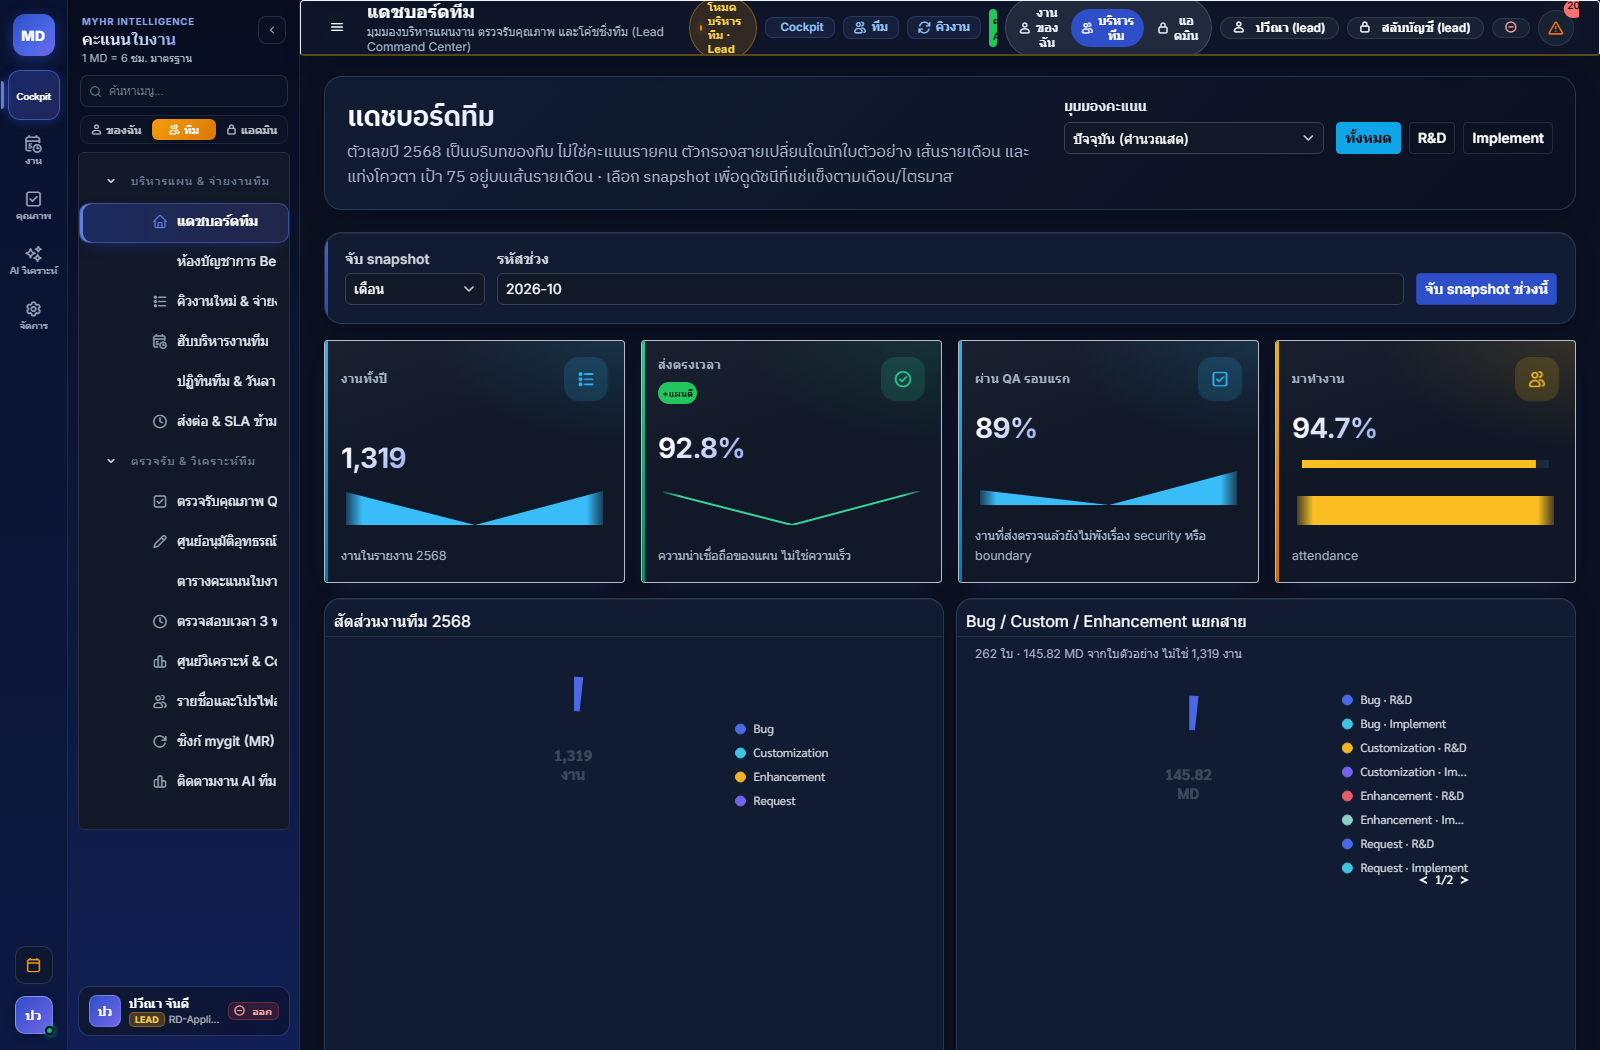 MD
Cockpit
งาน
คุณภาพ
AI วิเคราะห์
จัดการ
ปว
MYHR INTELLIGENCE
คะแนนใบงาน
1 MD = 6 ชม. มาตรฐาน
ค้นหาเมนู...
ของฉัน
ทีม
แอดมิน
บริหารแผน & จ่ายงานทีม
แดชบอร์ดทีม
ห้องบัญชาการ Be
คิวงานใหม่ & จ่าย
ฮับบริหารงานทีม
ปฏิทินทีม & วันลา
ส่งต่อ & SLA ข้าม
ตรวจรับ & วิเคราะห์ทีม
ตรวจรับคุณภาพ Q
ศูนย์อนุมัติอุทธรณ์
ตารางคะแนนใบงา
ตรวจสอบเวลา 3
ศูนย์วิเคราะห์ & Co
รายชื่อและโปรไฟล
ซิงก์ mygit (MR)
ติดตามงาน AI ทีม
ปว
ปวีณา จันดี
LEAD
RD-Appli...
ออก
แดชบอร์ดทีม
มุมมองบริหารแผนงาน ตรวจรับคุณภาพ และโค้ชชิ่งทีม (Lead
Command Center)
โหมด
บริหาร
ทีม ·
Lead
Cockpit
ทีม
คิวงาน
งาน
ของ
ฉัน
บริหาร
ทีม
แอ
ดมิน
ปวีณา (lead)
สลับบัญชี (lead)
20
แดชบอร์ดทีม
ตัวเลขปี 2568 เป็นบริบทของทีม ไม่ใช่คะแนนรายคน ตัวกรองสายเปลี่ยนโดนัทใบตัวอย่าง เส้นรายเดือน และ
แท่งโควตา เป้า 75 อยู่บนเส้นรายเดือน · เลือก snapshot เพื่อดูดัชนีที่แช่แข็งตามเดือน/ไตรมาส
มุมมองคะแนน
ปัจจุบัน (คำนวณสด)
ทั้งหมด
R&D
Implement
จับ snapshot
เดือน
รหัสช่วง
2026-10
จับ snapshot ช่วงนี้
งานทั้งปี
1,319
งานในรายงาน 2568
ส่งตรงเวลา
+แผนดี
92.8%
ความน่าเชื่อถือของแผน ไม่ใช่ความเร็ว
ผ่าน QA รอบแรก
89%
งานที่ส่งตรวจแล้วยังไม่พังเรื่อง security หรือ
boundary
มาทำงาน
94.7%
attendance
สัดส่วนงานทีม 2568
1,319
งาน
Bug
Customization
Enhancement
Request
Bug / Custom / Enhancement แยกสาย
262 ใบ · 145.82 MD จากใบตัวอย่าง ไม่ใช่ 1,319 งาน
145.82
MD
Bug · R&D
Bug · Implement
Customization · R&D
Customization · Im...
Enhancement · R&D
Enhancement · Im...
Request · R&D
Request · Implement
1/2